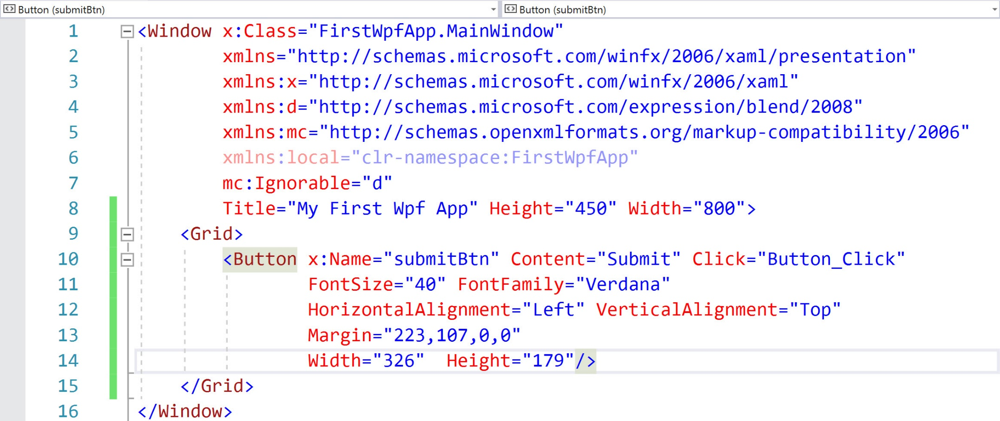 Button (submitBtn) Button (submitBtn)
1 <Window x:Class="FirstWpfApp.MainWindow"
2 xmlns="http://schemas.microsoft.com/winfx/2006/xaml/presentation"
3 xmlns:x="http://schemas.microsoft.com/winfx/2006/xaml"
4 xmlns:d="http://schemas.microsoft.com/expression/blend/2008"
5 xmlns:mc="http://schemas.openxmlformats.org/markup-compatibility/2006"
6 xmlns:local="clr-namespace:FirstWpfApp"
7 mc:Ignorable="d"
8 Title="My First Wpf App" Height="450" Width="800">
9 <Grid>
10 <Button x:Name="submitBtn" Content="Submit" Click="Button_Click"
11 FontSize="40" FontFamily="Verdana"
12 HorizontalAlignment="Left" VerticalAlignment="Top"
13 Margin="223,107,0,0"
14 Width="326"  Height="179"/>
15 </Grid>
16 </Window>